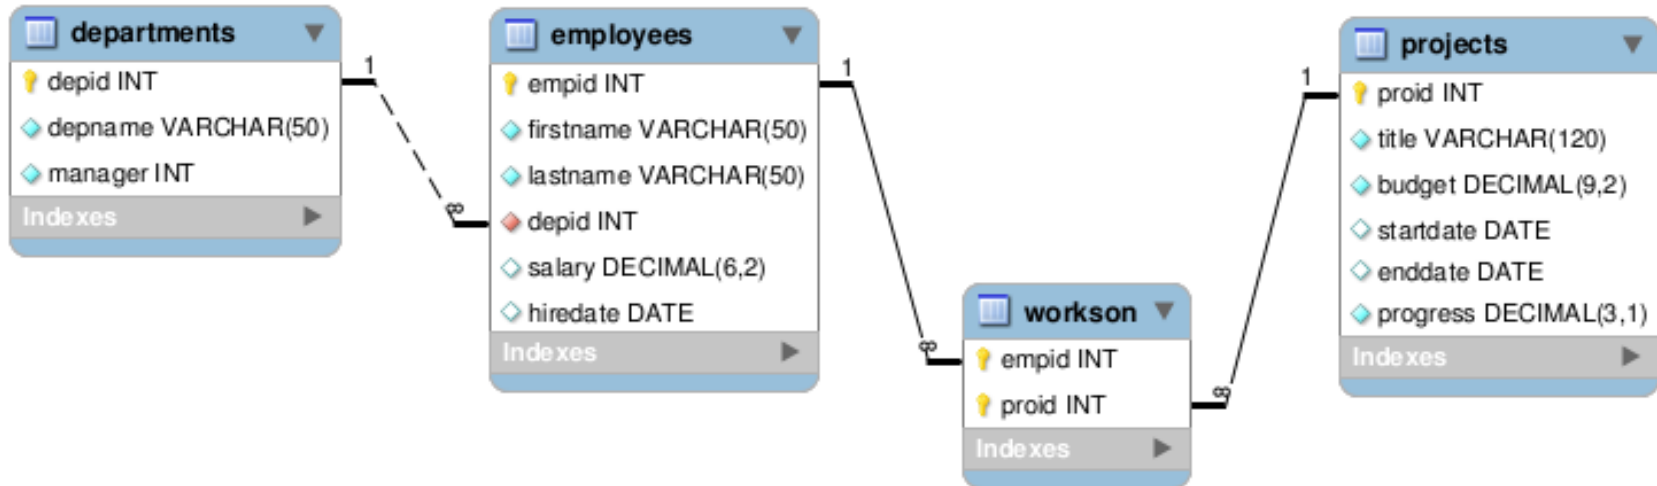 departments
depid INT
depname VARCHAR(50)
manager INT
Indexes
1
∞
employees
empid INT
firstname VARCHAR(50)
lastname VARCHAR(50)
depid INT
salary DECIMAL(6,2)
hiredate DATE
Indexes
1
∞
workson
empid INT
proid INT
Indexes
∞
1
projects
proid INT
title VARCHAR(120)
budget DECIMAL(9,2)
startdate DATE
enddate DATE
progress DECIMAL(3,1)
Indexes